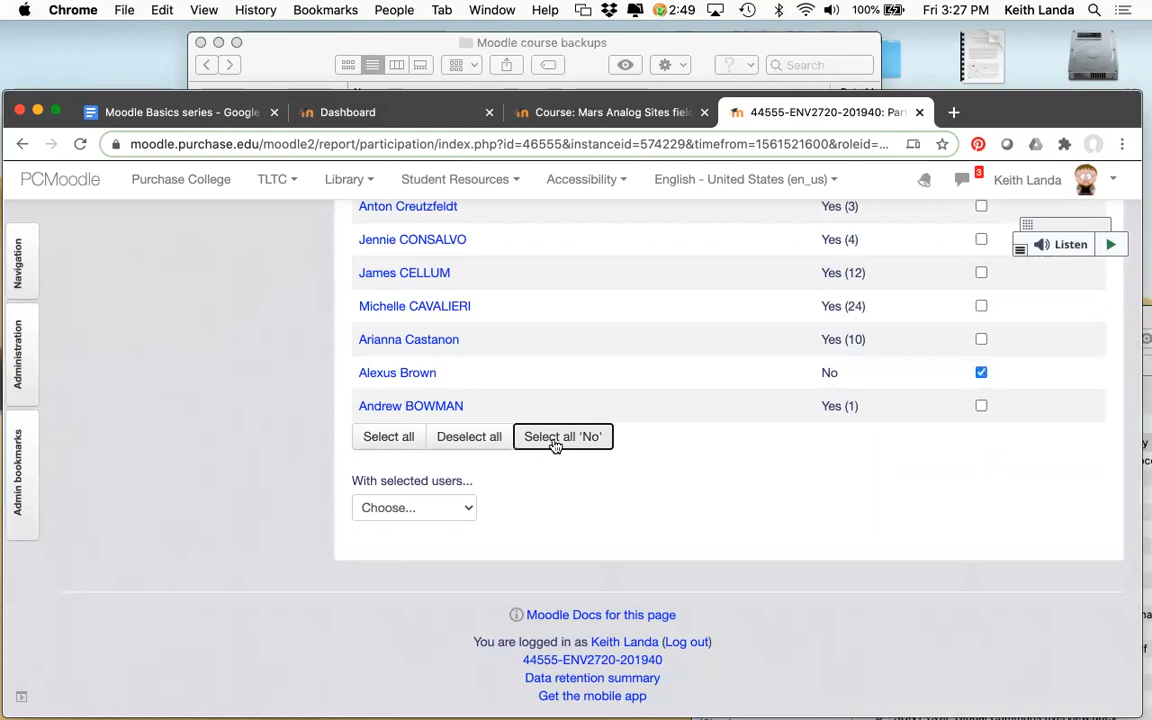 Chrome File Edit View History Bookmarks People Tab Window Help 2:49 100% Fri 3:27 PM Keith Landa
Moodle course backups
Search
Moodle Basics series - Google Dashboard Course: Mars Analog Sites field 44555-ENV2720-201940: Part
moodle.purchase.edu/moodle2/report/participation/index.php?id=46555&instanceid=574229&timefrom=1561521600&roleid=...
PCMoodle Purchase College TLTC Library Student Resources Accessibility English - United States (en_us) 3 Keith Landa
Anton Creutzfeldt Yes (3)
Jennie CONSALVO Yes (4)
Listen
James CELLUM Yes (12)
Michelle CAVALIERI Yes (24)
Arianna Castanon Yes (10)
Alexus Brown No
Andrew BOWMAN Yes (1)
Select all Deselect all Select all 'No'
With selected users...
Choose...
Navigation
Administration
Admin bookmarks
Moodle Docs for this page
You are logged in as Keith Landa (Log out)
44555-ENV2720-201940
Data retention summary
Get the mobile app